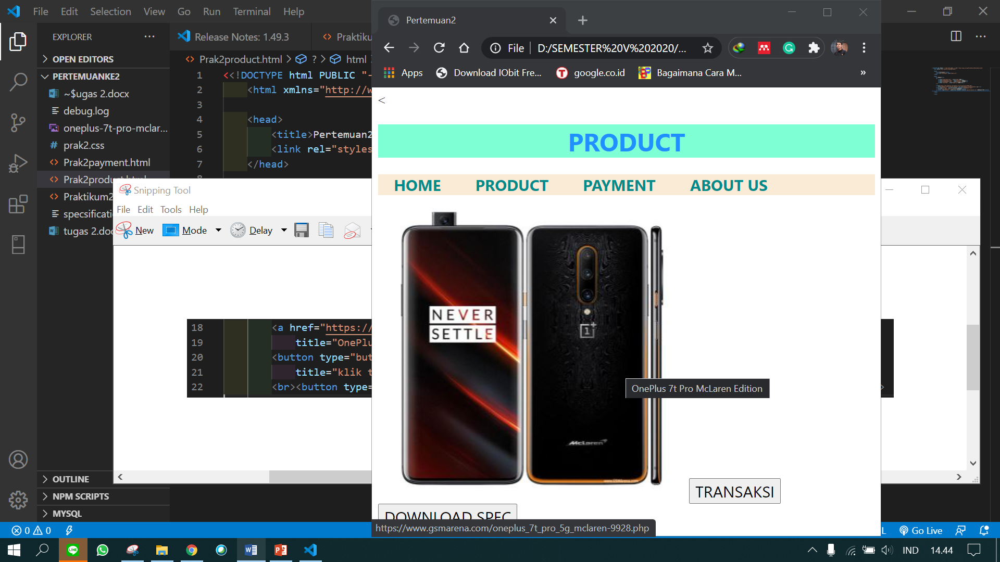 File Edit Selection View Go Run Terminal Help
EXPLORER
OPEN EDITORS
PERTEMUANKE2
~$ugas 2.docx
debug.log
oneplus-7t-pro-mclar...
prak2.css
Prak2payment.html
Prak2product.html
Praktikum2
specsificati
tugas 2.doc
OUTLINE
NPM SCRIPTS
MYSQL
Release Notes: 1.49.3
Praktiku
Prak2product.html > ? > html
1 <<!DOCTYPE html PUBLIC "-
2 <html xmlns="http://w
3
4 <head>
5 <title>Pertemuan2
6 <link rel="styles
7 </head>
Snipping Tool
File Edit Tools Help
New Mode Delay
18 <a href="https://
19 title="OnePlu
20 <button type="but
21 title="klik t
22 <br><button type=
Pertemuan2
File D:/SEMESTER%20V%202020/...
Apps Download IObit Fre... google.co.id Bagaimana Cara M... »
<
PRODUCT
HOME PRODUCT PAYMENT ABOUT US
NEVER
SETTLE
OnePlus 7t Pro McLaren Edition
McLaren
TRANSAKSI
DOWNLOAD SPEC
https://www.gsmarena.com/oneplus_7t_pro_5g_mclaren-9928.php
0 0
L Go Live
IND 14.44